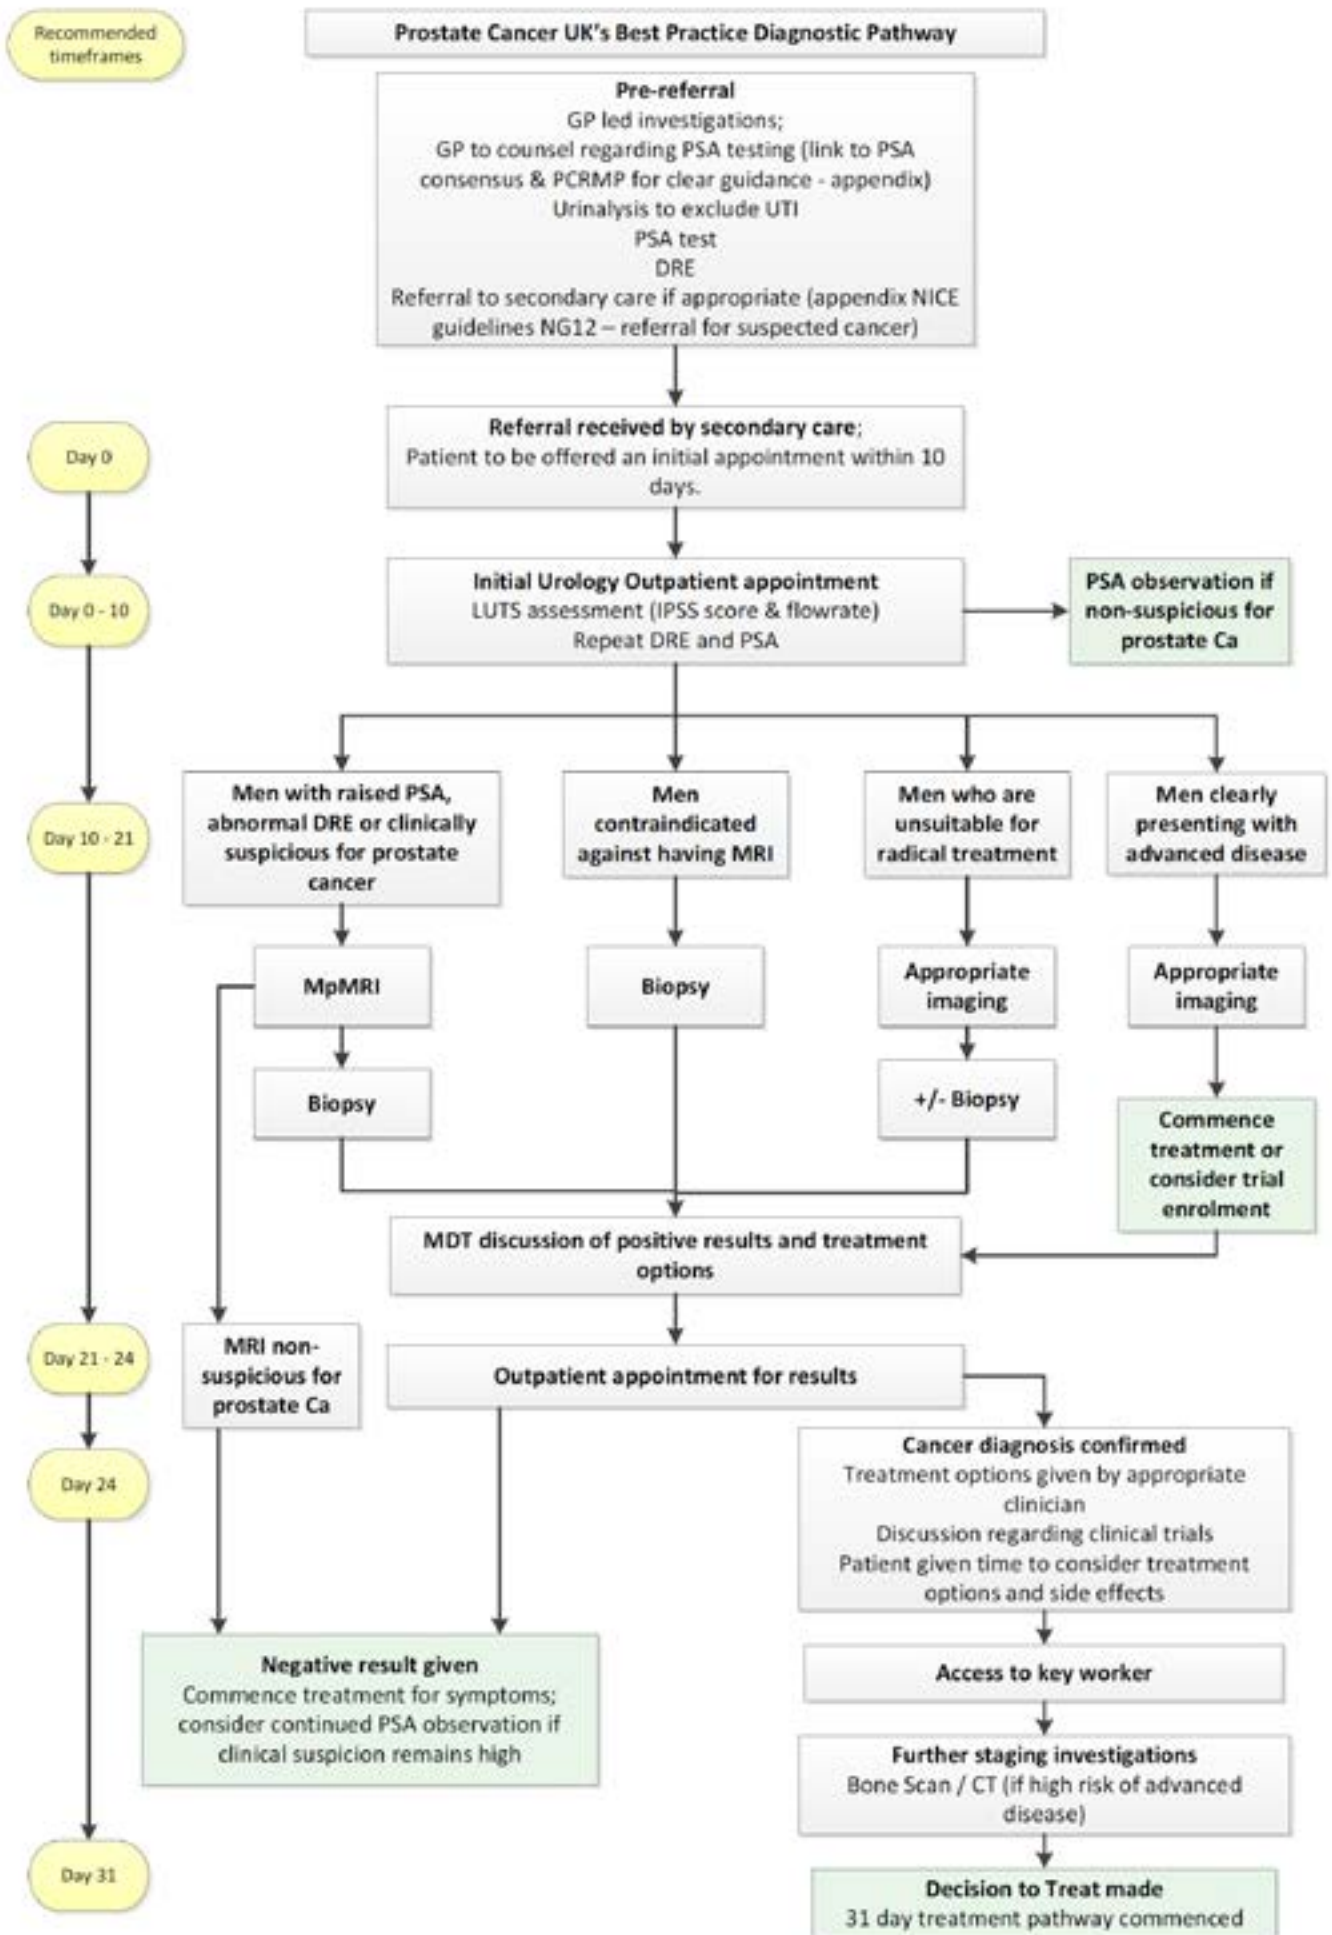 Recommended
timeframes
Prostate Cancer UK's Best Practice Diagnostic Pathway
Pre-referral
GP led investigations;
GP to counsel regarding PSA testing (link to PSA
consensus & PCRMP for clear guidance - appendix)
Urinalysis to exclude UTI
PSA test
DRE
Referral to secondary care if appropriate (appendix NICE
guidelines NG12 – referral for suspected cancer)
Day 0
Referral received by secondary care;
Patient to be offered an initial appointment within 10
days.
Day 0 - 10
Initial Urology Outpatient appointment
LUTS assessment (IPSS score & flowrate)
Repeat DRE and PSA
PSA observation if
non-suspicious for
prostate Ca
Day 10 - 21
Men with raised PSA,
abnormal DRE or clinically
suspicious for prostate
cancer
Men
contraindicated
against having MRI
Men who are
unsuitable for
radical treatment
Men clearly
presenting with
advanced disease
MpMRI
Biopsy
Appropriate
imaging
Appropriate
imaging
Biopsy
+/- Biopsy
Commence
treatment or
consider trial
enrolment
MDT discussion of positive results and treatment
options
Day 21 - 24
MRI non-
suspicious for
prostate Ca
Outpatient appointment for results
Day 24
Cancer diagnosis confirmed
Treatment options given by appropriate
clinician
Discussion regarding clinical trials
Patient given time to consider treatment
options and side effects
Negative result given
Commence treatment for symptoms;
consider continued PSA observation if
clinical suspicion remains high
Access to key worker
Further staging investigations
Bone Scan / CT (if high risk of advanced
disease)
Day 31
Decision to Treat made
31 day treatment pathway commenced